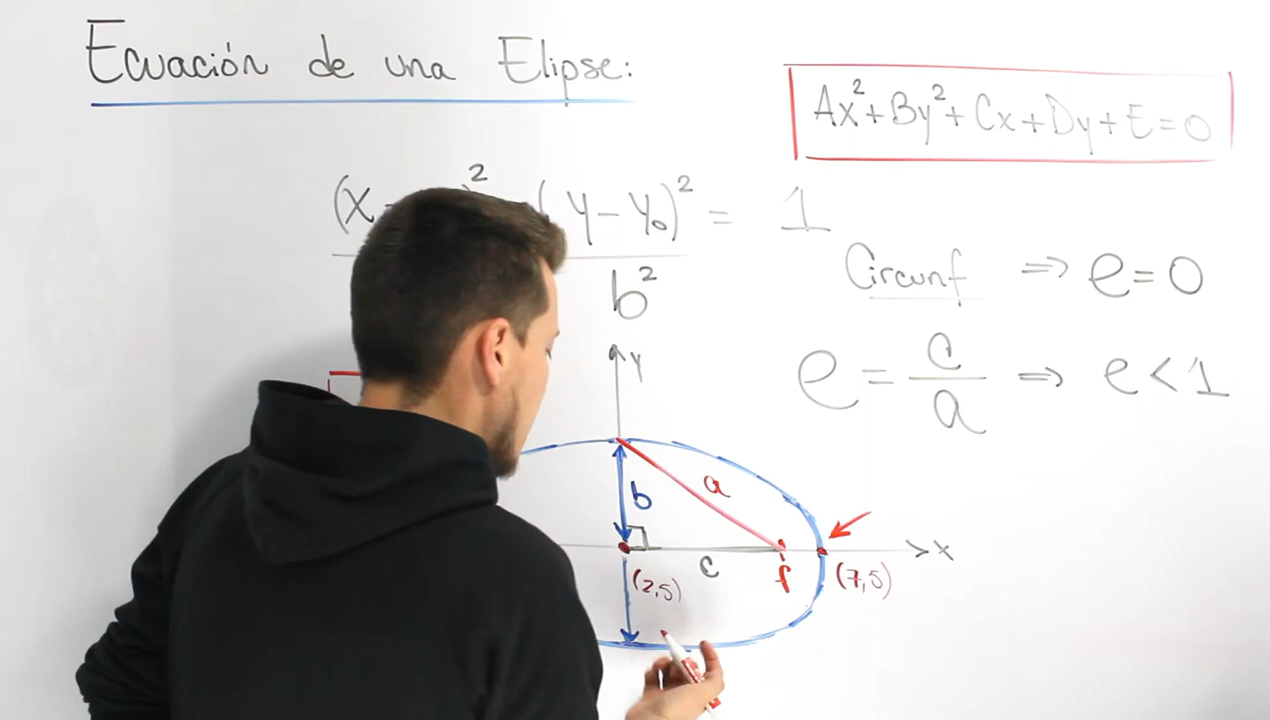 Ecuación de una Elipse:
Ax²+By²+Cx+Dy+E=0
(x- )² (y-y₀)² = 1
b²
Circunf ⇒ e=0
e = c/a ⇒ e<1
y
a
b
x
c
f
(2,5)
(7,5)